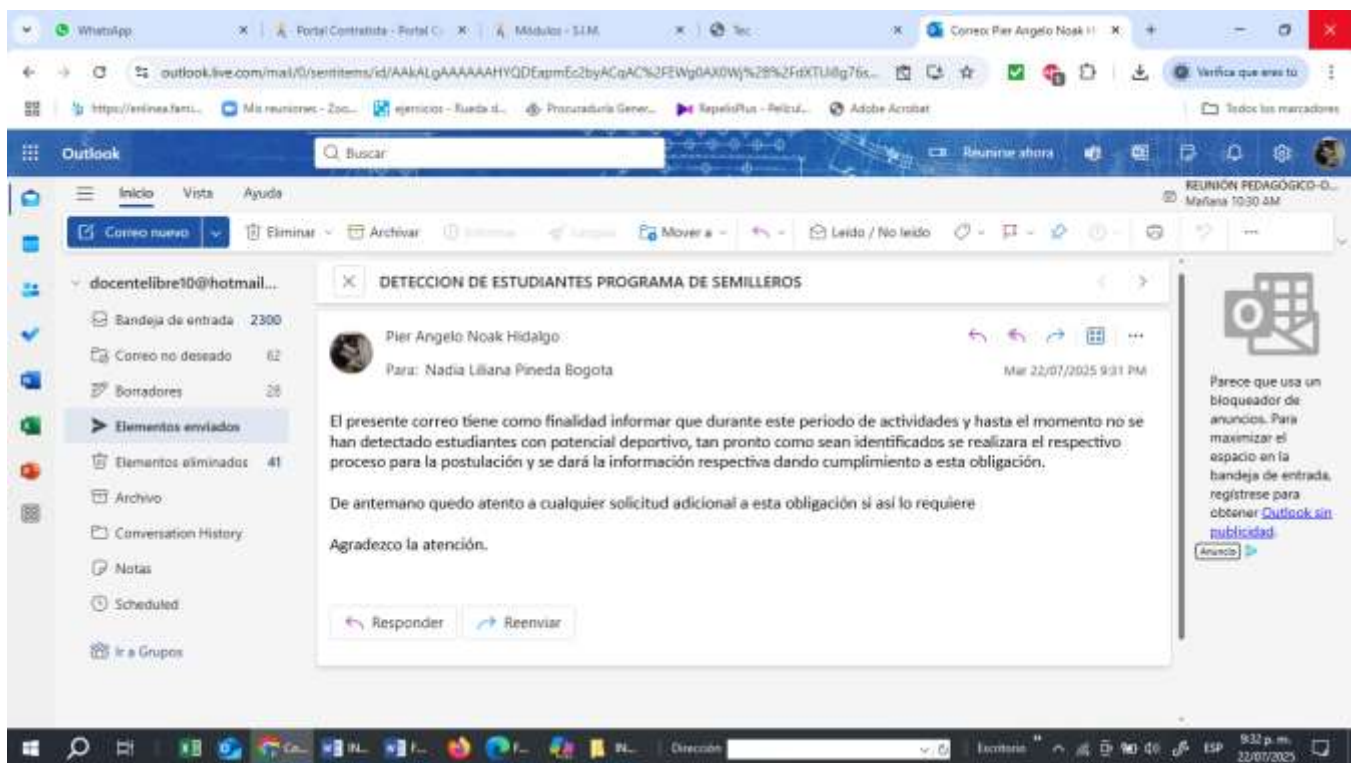 WhatsApp
Portal Contratista - Portal C
Módulos - S.I.M.
Tec
Correo: Pier Angelo Noak H
Verifica que eres tú
Mis reuniones - Zoo...
ejercicios - Rueda d...
Procuraduría Gener...
RepelisPlus - Películ...
Adobe Acrobat
Todos los marcadores
Outlook
Buscar
Reunirse ahora
Inicio Vista Ayuda
REUNIÓN PEDAGÓGICO-O...
Mañana 10:30 AM
Correo nuevo
Eliminar
Archivar
Mover a
Leído / No leído
docentelibre10@hotmail...
Bandeja de entrada 2300
Correo no deseado 62
Borradores 28
Elementos enviados
Elementos eliminados 41
Archivo
Conversation History
Notas
Scheduled
Ir a Grupos
DETECCION DE ESTUDIANTES PROGRAMA DE SEMILLEROS
Pier Angelo Noak Hidalgo
Para: Nadia Liliana Pineda Bogota
Mar 22/07/2025 9:31 PM
El presente correo tiene como finalidad informar que durante este periodo de actividades y hasta el momento no se
han detectado estudiantes con potencial deportivo, tan pronto como sean identificados se realizara el respectivo
proceso para la postulación y se dará la información respectiva dando cumplimiento a esta obligación.
De antemano quedo atento a cualquier solicitud adicional a esta obligación si así lo requiere
Agradezco la atención.
Responder
Reenviar
Parece que usa un
bloqueador de
anuncios. Para
maximizar el
espacio en la
bandeja de entrada,
regístrese para
obtener Outlook sin
publicidad.
Anuncio
Dirección
Escritorio
ESP
9:32 p. m.
22/07/2025